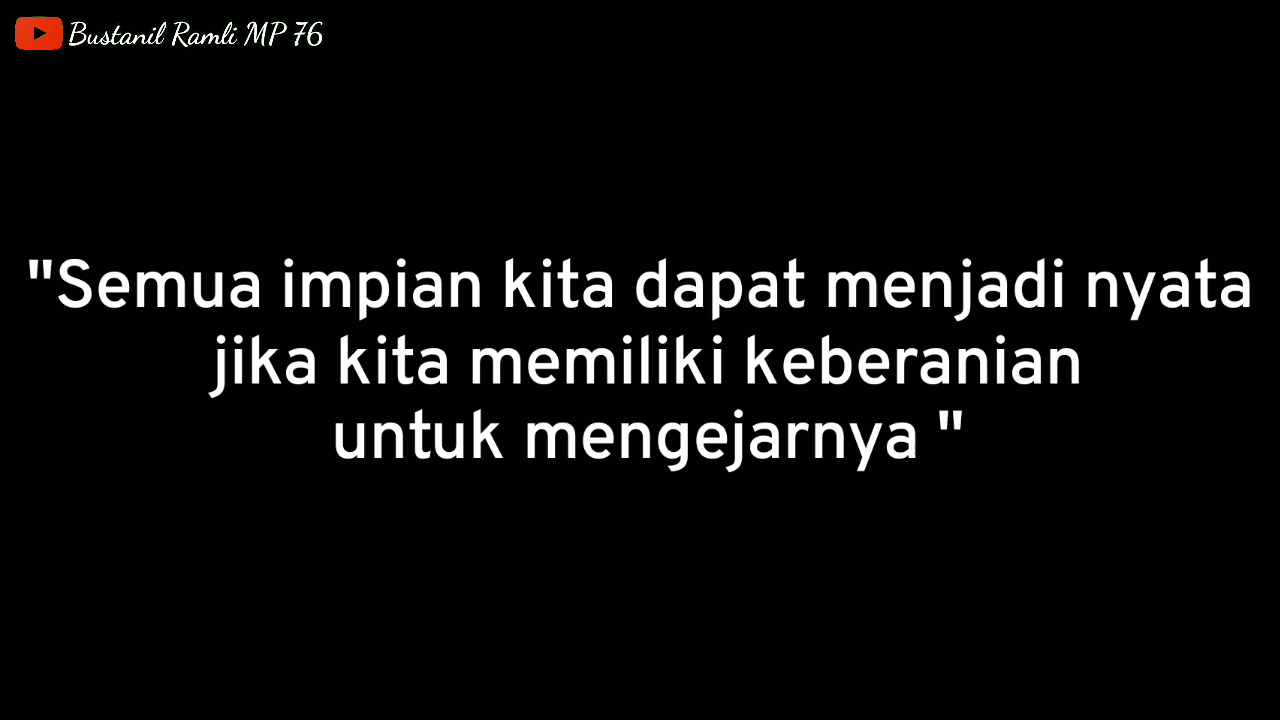 Bustanil Ramli MP 76
"Semua impian kita dapat menjadi nyata
jika kita memiliki keberanian
untuk mengejarnya "